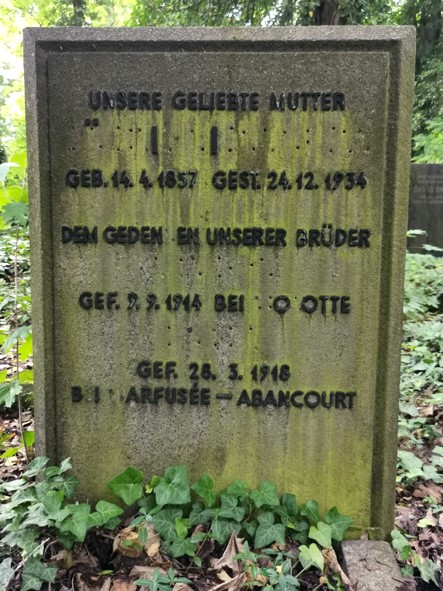 UNSERE GELIEBTE MUTTER
GEB. 14. 4. 1857 GEST. 24. 12. 1934
DEM GEDEN EN UNSERER BRÜDER
GEF. 9. 9. 1914 BEI O OTTE
GEF. 28. 3. 1918
B I ARFUSÉE – ABANCOURT